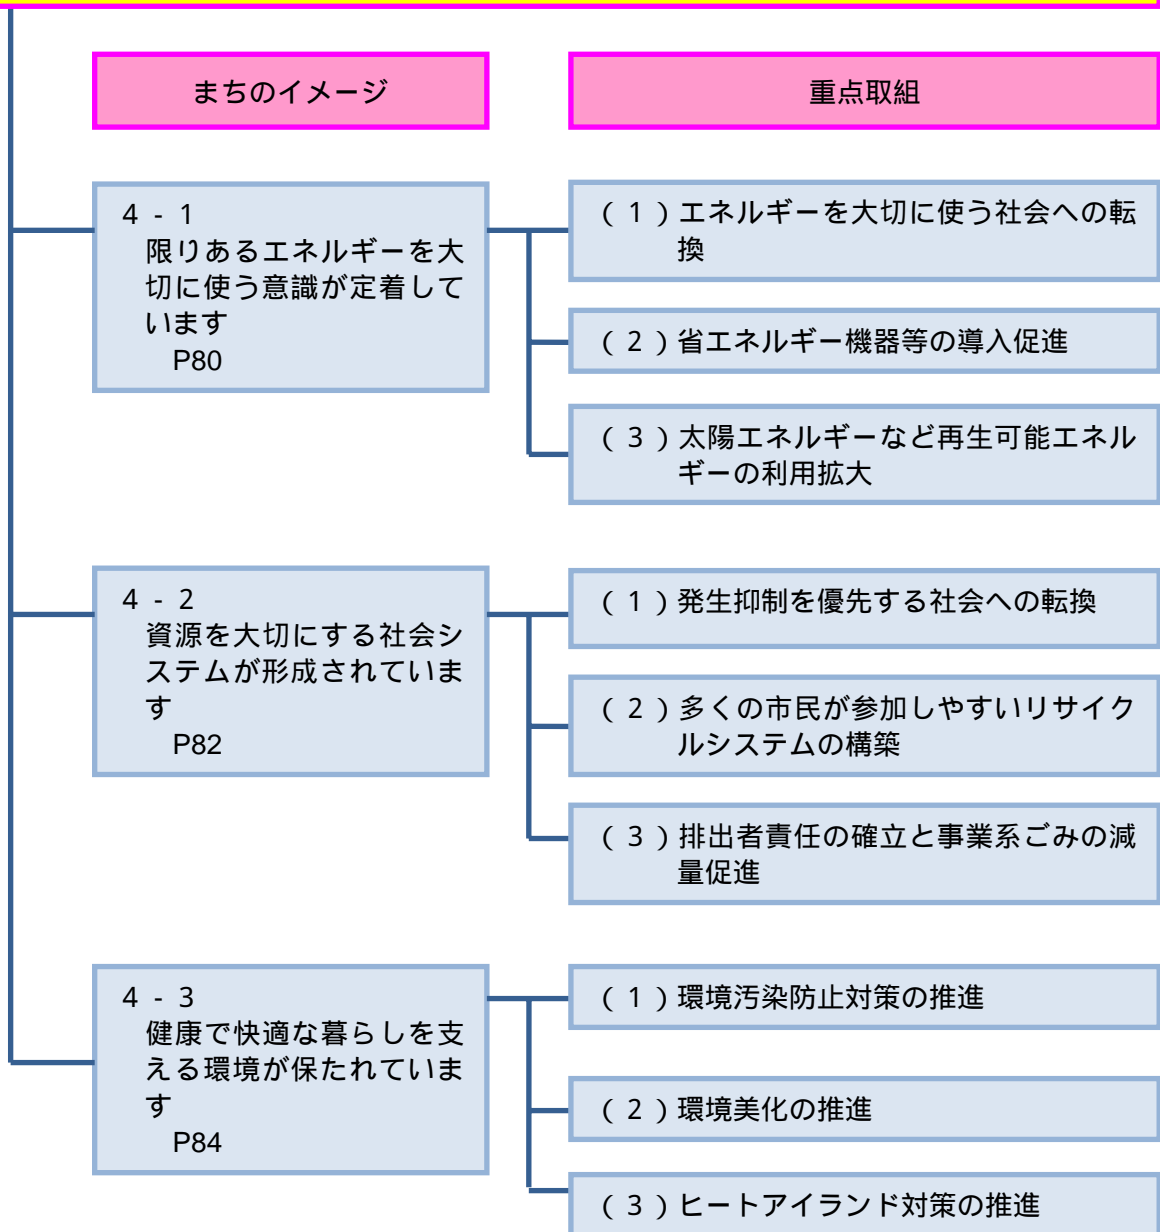 まちのイメージ
重点取組
4 - 1
限りあるエネルギーを大
切に使う意識が定着して
います
P80
( 1 ) エネルギーを大切に使う社会への転
換
( 2 ) 省エネルギー機器等の導入促進
( 3 ) 太陽エネルギーなど再生可能エネル
ギーの利用拡大
4 - 2
資源を大切にする社会シ
ステムが形成されていま
す
P82
( 1 ) 発生抑制を優先する社会への転換
( 2 ) 多くの市民が参加しやすいリサイク
ルシステムの構築
( 3 ) 排出者責任の確立と事業系ごみの減
量促進
4 - 3
健康で快適な暮らしを支
える環境が保たれていま
す
P84
( 1 ) 環境汚染防止対策の推進
( 2 ) 環境美化の推進
( 3 ) ヒートアイランド対策の推進